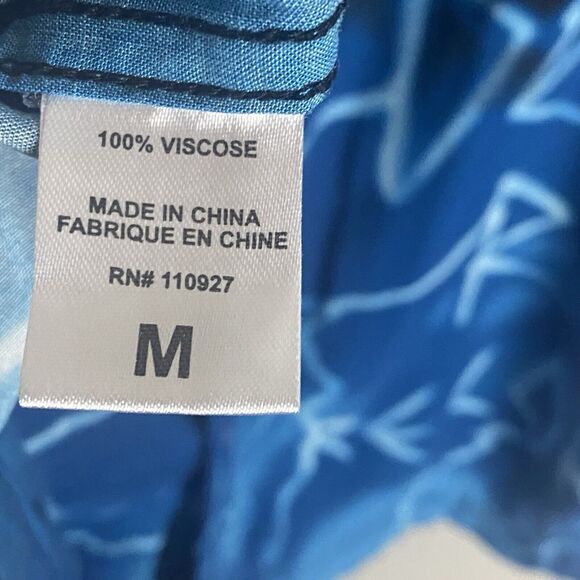 100% VISCOSE
MADE IN CHINA
FABRIQUE EN CHINE
RN# 110927
M